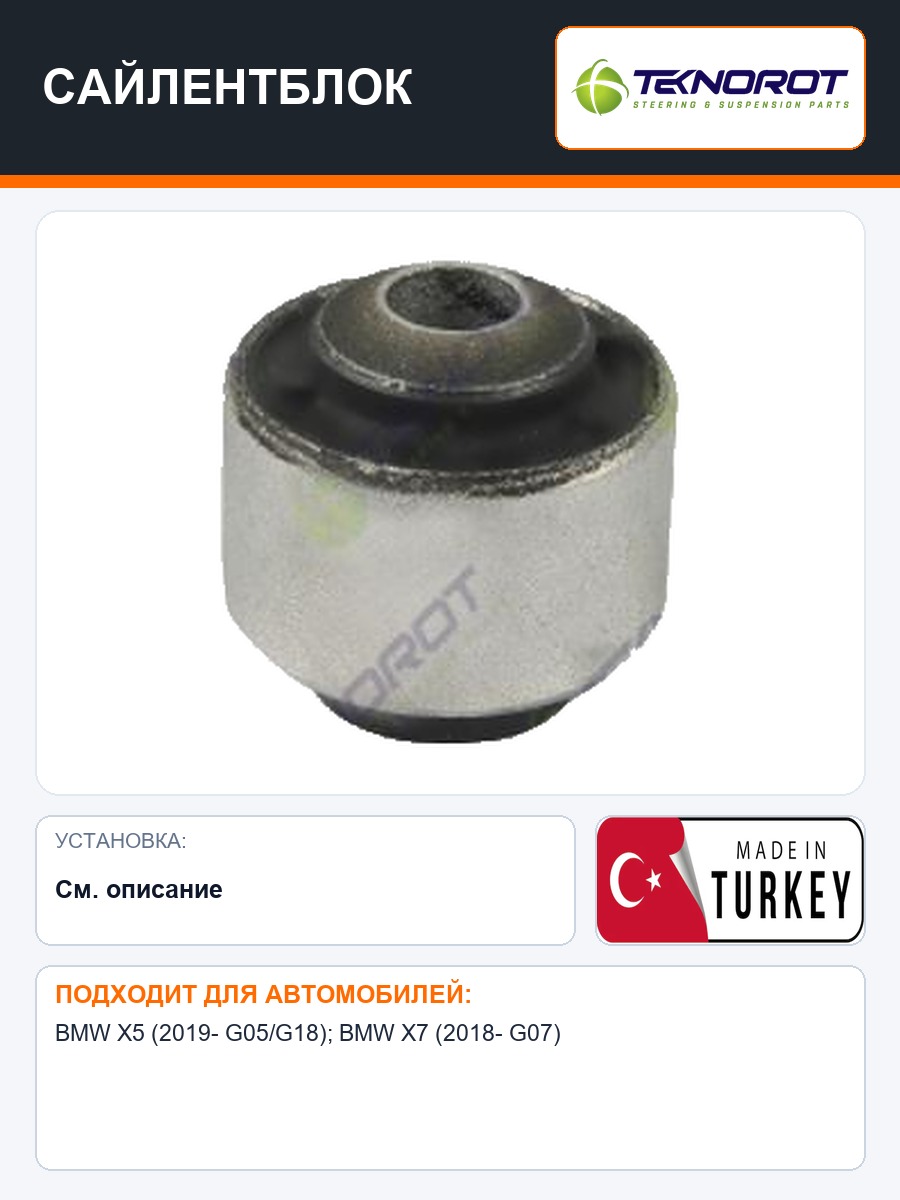 САЙЛЕНТБЛОК
TEKNOROT
STEERING & SUSPENSION PARTS
OROT
УСТАНОВКА:
См. описание
MADE IN
TURKEY
ПОДХОДИТ ДЛЯ АВТОМОБИЛЕЙ:
BMW X5 (2019- G05/G18); BMW X7 (2018- G07)